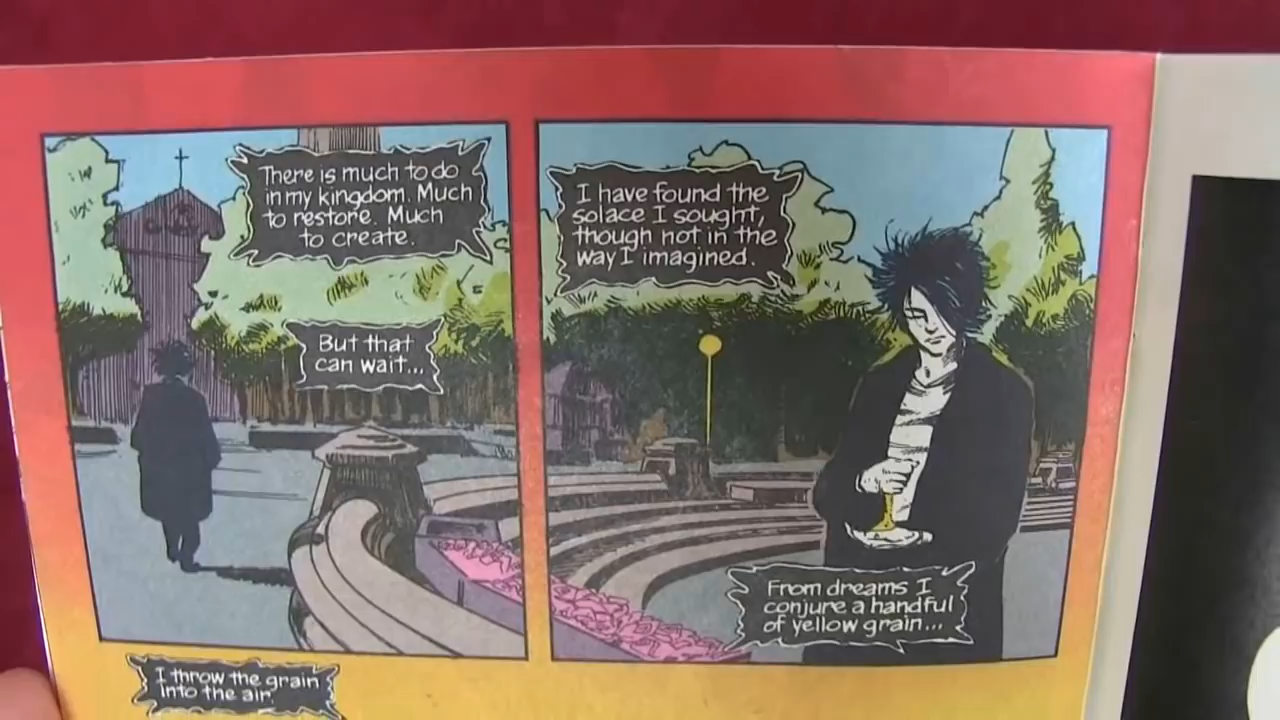 There is much to do
in my kingdom. Much
to restore. Much
to create.
But that
can wait...
I have found the
solace I sought,
though not in the
way I imagined.
From dreams I
conjure a handful
of yellow grain...
I throw the grain
into the air.